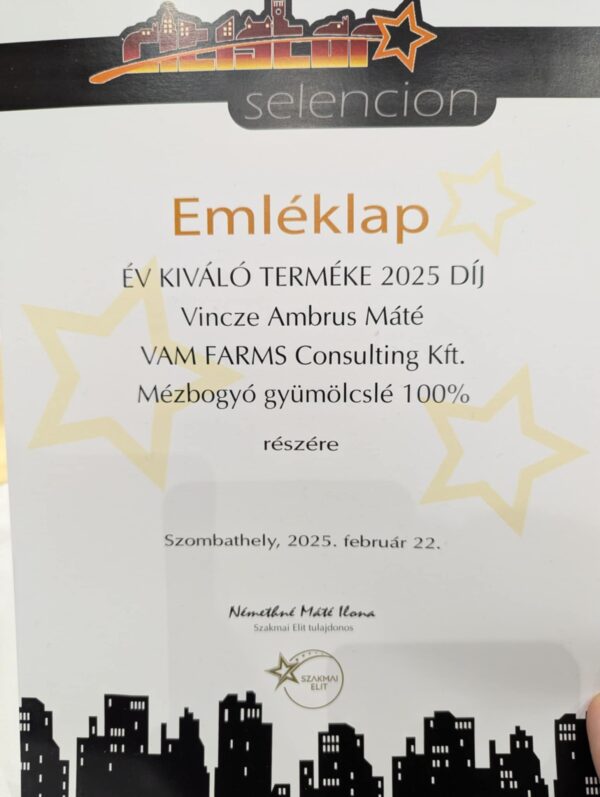 selencion
Emléklap
ÉV KIVÁLÓ TERMÉKE 2025 DÍJ
Vincze Ambrus Máté
VAM FARMS Consulting Kft.
Mézbogyó gyümölcslé 100%
részére
Szombathely, 2025. február 22.
Némethné Máté Ilona
Szakmai Elit tulajdonos
SZAKMAI
ELIT